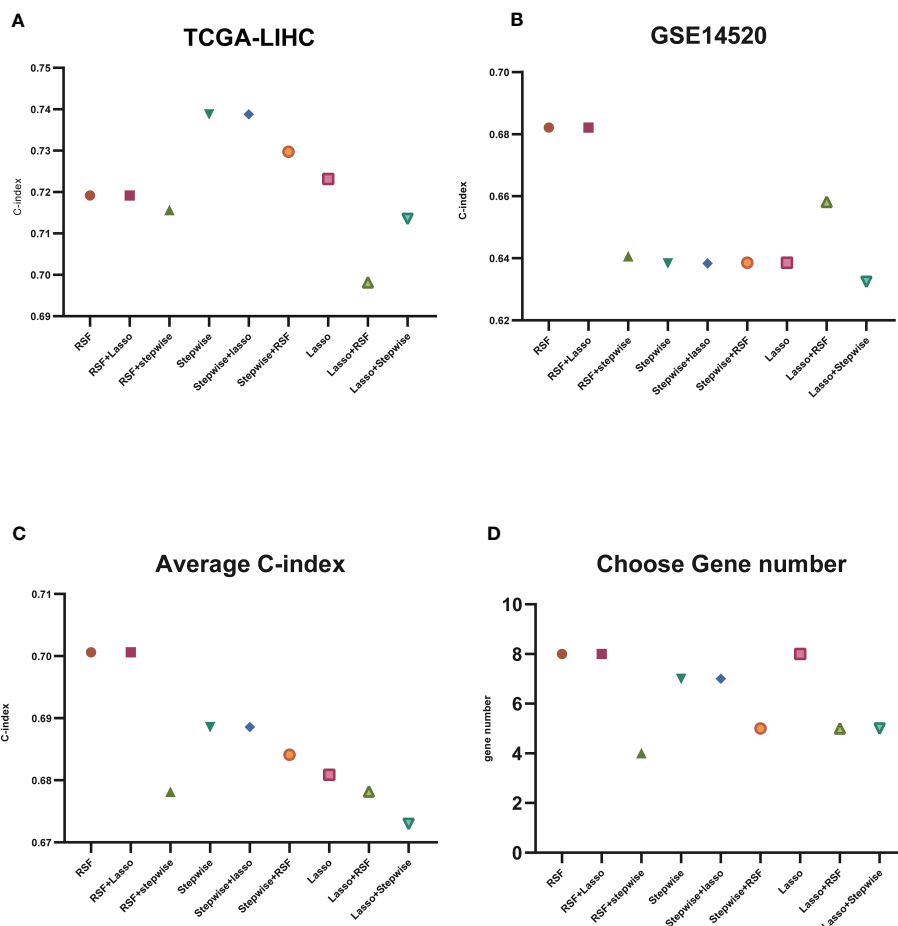 A
TCGA-LIHC
0.75
0.74
0.73
0.72
0.71
0.70
0.69
C-index
RSF
RSF+Lasso
RSF+stepwise
Stepwise
Stepwise+lasso
Stepwise+RSF
Lasso
Lasso+RSF
Lasso+Stepwise
B
GSE14520
0.70
0.68
0.66
0.64
0.62
C-index
RSF
RSF+Lasso
RSF+stepwise
Stepwise
Stepwise+lasso
Stepwise+RSF
Lasso
Lasso+RSF
Lasso+Stepwise
C
Average C-index
0.71
0.70
0.69
0.68
0.67
C-index
RSF
RSF+Lasso
RSF+stepwise
Stepwise
Stepwise+lasso
Stepwise+RSF
Lasso
Lasso+RSF
Lasso+Stepwise
D
Choose Gene number
10
8
6
4
2
0
gene number
RSF
RSF+Lasso
RSF+stepwise
Stepwise
Stepwise+lasso
Stepwise+RSF
Lasso
Lasso+RSF
Lasso+Stepwise